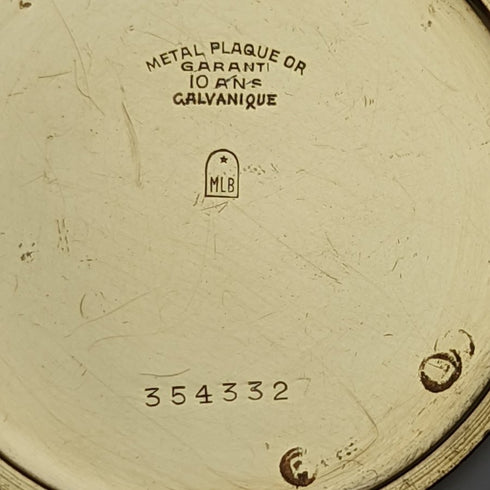 METAL PLAQUE OR
GARANTI
10 ANS
GALVANIQUE
MLB
354332